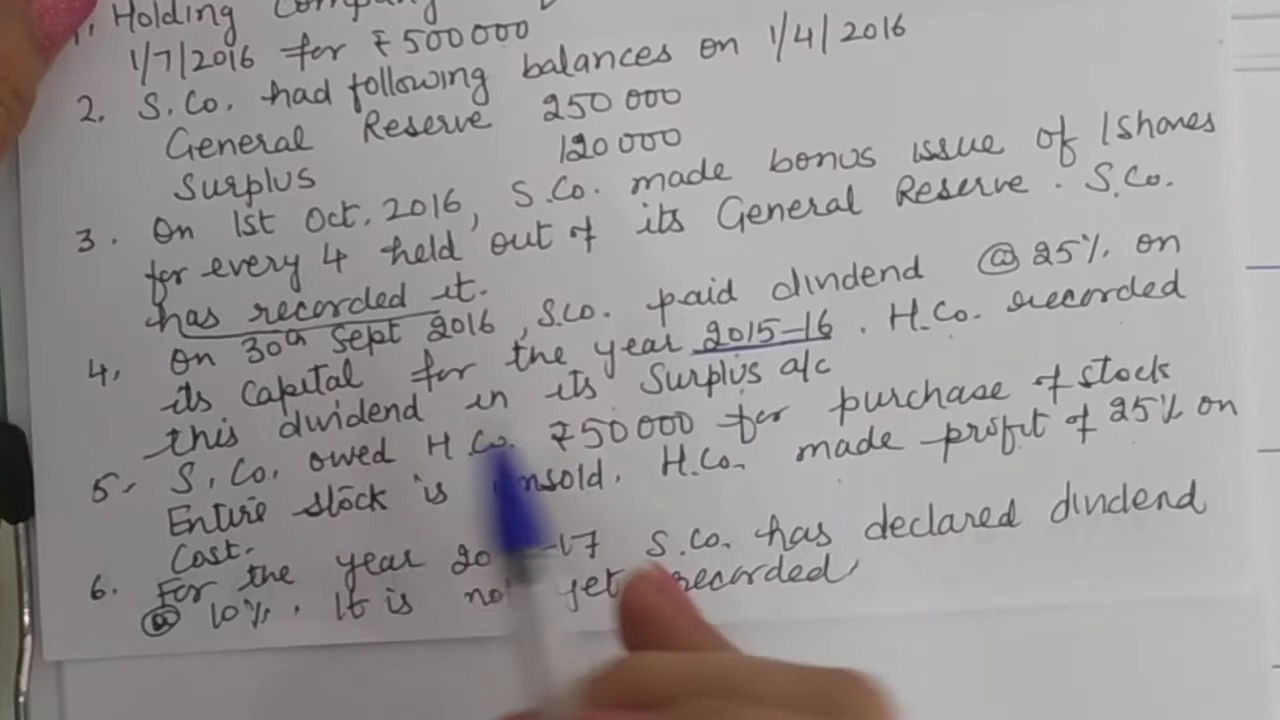 1. Holding Company
1/7/2016 for ₹500000
2. S.Co. had following balances on 1/4/2016
General Reserve 250 000
Surplus 120000
3. On 1st Oct. 2016, S.Co. made bonus issue of 1 shares
for every 4 held out of its General Reserve. S.Co.
has recorded it.
4, On 30th Sept 2016, S.Co. paid dividend @ 25% on
its Capital for the year 2015-16. H.Co. recorded
this dividend in its Surplus a/c
5. S.Co. owed H.Co. ₹50000 for purchase of stock
Entire stock is unsold. H.Co. made profit of 25% on
Cost.
6. For the year 20 -17 S.Co. has declared dividend
@ 10%. It is not yet recorded.